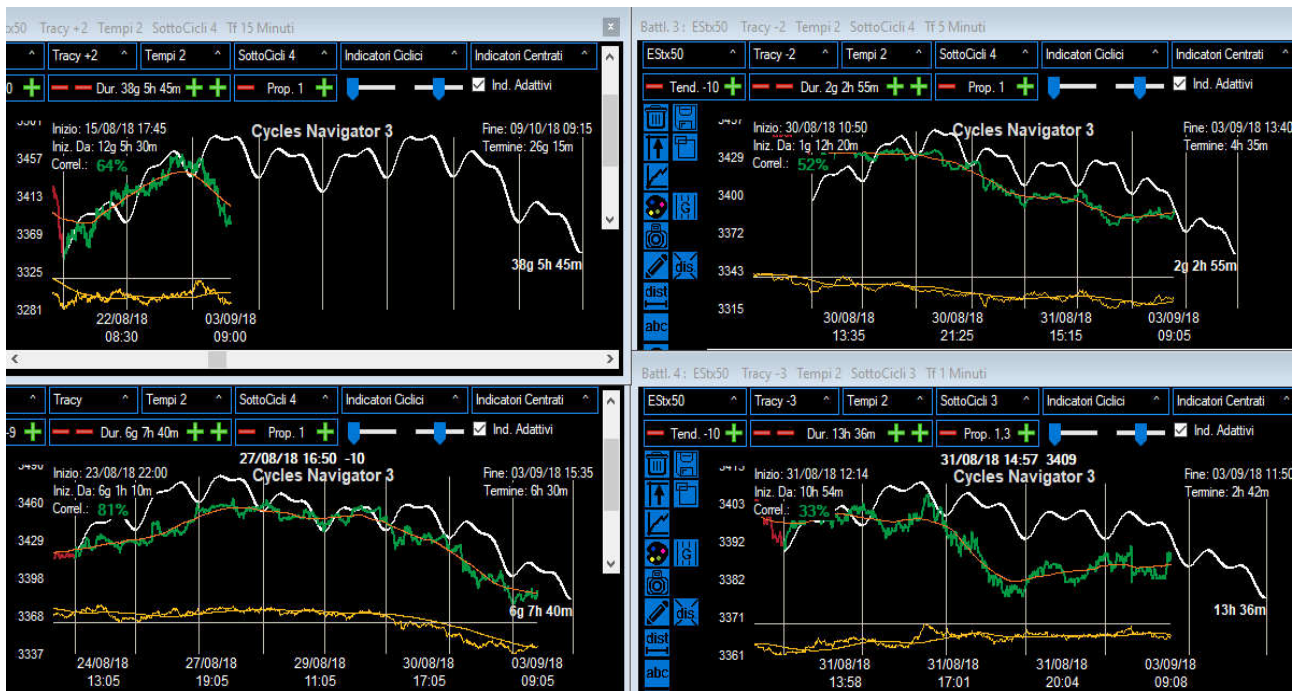 Tracy +2 Tempi 2 SottoCicli 4 Tf 15 Minuti
Tracy +2 ^ Tempi 2 ^ SottoCicli 4 ^ Indicatori Ciclici ^ Indicatori Centrati ^
Dur. 38g 5h 45m Prop. 1 Ind. Adattivi
Inizio: 15/08/18 17:45 Cycles Navigator 3 Fine: 09/10/18 09:15
Iniz. Da: 12g 5h 30m Termine: 26g 15m
Correl.: 64%
3457
3413
3369
3325
3281
38g 5h 45m
22/08/18 03/09/18
08:30 09:00
Battl. 3 : EStx50 Tracy -2 Tempi 2 SottoCicli 4 Tf 5 Minuti
EStx50 ^ Tracy -2 ^ Tempi 2 ^ SottoCicli 4 ^ Indicatori Ciclici ^ Indicatori Centrati
Tend. -10 Dur. 2g 2h 55m Prop. 1 Ind. Adattivi
Inizio: 30/08/18 10:50 Cycles Navigator 3 Fine: 03/09/18 13:40
Iniz. Da: 1g 12h 20m Termine: 4h 35m
Correl.: 52%
3429
3400
3372
3343
3315
2g 2h 55m
G
dis
dist
abc
30/08/18 30/08/18 31/08/18 03/09/18
13:35 21:25 15:15 09:05
Tracy ^ Tempi 2 ^ SottoCicli 4 ^ Indicatori Ciclici ^ Indicatori Centrati ^
-9 Dur. 6g 7h 40m Prop. 1 Ind. Adattivi
27/08/18 16:50 -10
Inizio: 23/08/18 22:00 Cycles Navigator 3 Fine: 03/09/18 15:35
Iniz. Da: 6g 1h 10m Termine: 6h 30m
Correl.: 81%
3460
3429
3398
3368
3337
6g 7h 40m
24/08/18 27/08/18 29/08/18 30/08/18 03/09/18
13:05 19:05 11:05 17:05 09:05
Battl. 4 : EStx50 Tracy -3 Tempi 2 SottoCicli 3 Tf 1 Minuti
EStx50 ^ Tracy -3 ^ Tempi 2 ^ SottoCicli 3 ^ Indicatori Ciclici ^ Indicatori Centrati
Tend. -10 Dur. 13h 36m Prop. 1,3 Ind. Adattivi
31/08/18 14:57 3409
Inizio: 31/08/18 12:14 Cycles Navigator 3 Fine: 03/09/18 11:50
Iniz. Da: 10h 54m Termine: 2h 42m
Correl.: 33%
3403
3392
3382
3371
3361
13h 36m
G
dis
dist
abc
31/08/18 31/08/18 31/08/18 03/09/18
13:58 17:01 20:04 09:08